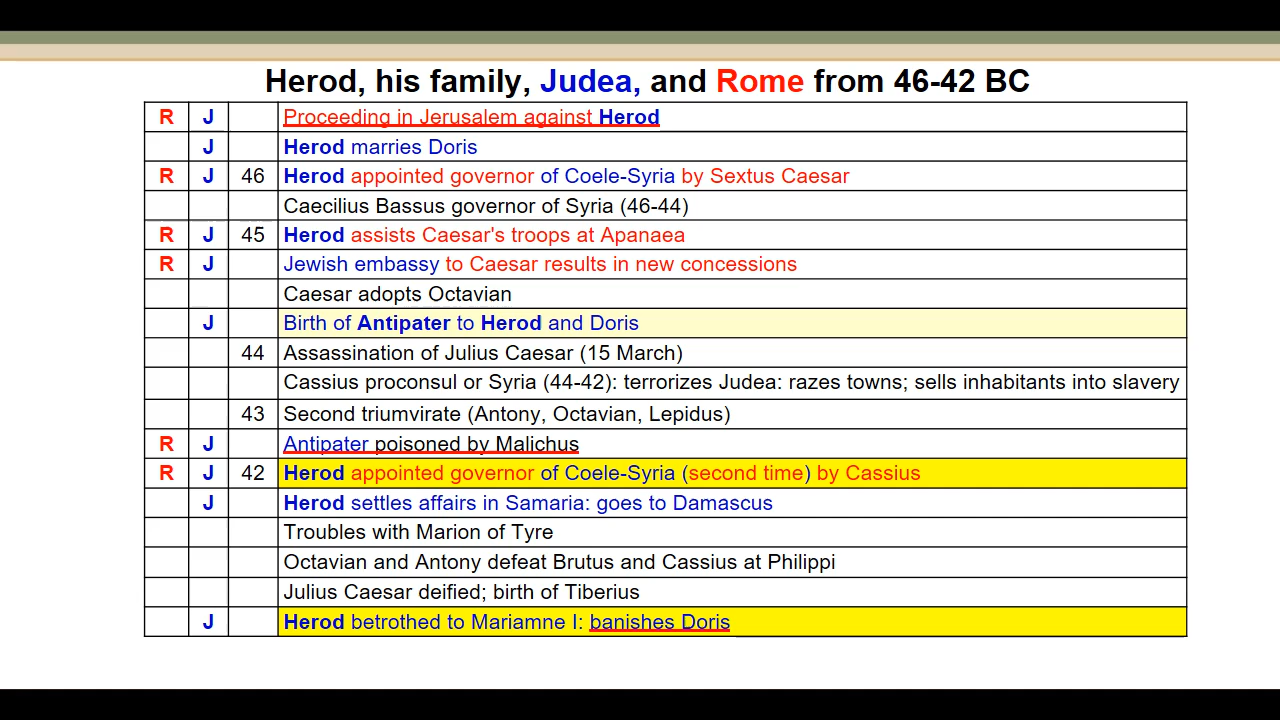 Herod, his family, Judea, and Rome from 46-42 BC
R J Proceeding in Jerusalem against Herod
J Herod marries Doris
R J 46 Herod appointed governor of Coele-Syria by Sextus Caesar
Caecilius Bassus governor of Syria (46-44)
R J 45 Herod assists Caesar's troops at Apanaea
R J Jewish embassy to Caesar results in new concessions
Caesar adopts Octavian
J Birth of Antipater to Herod and Doris
44 Assassination of Julius Caesar (15 March)
Cassius proconsul or Syria (44-42): terrorizes Judea: razes towns; sells inhabitants into slavery
43 Second triumvirate (Antony, Octavian, Lepidus)
R J Antipater poisoned by Malichus
R J 42 Herod appointed governor of Coele-Syria (second time) by Cassius
J Herod settles affairs in Samaria: goes to Damascus
Troubles with Marion of Tyre
Octavian and Antony defeat Brutus and Cassius at Philippi
Julius Caesar deified; birth of Tiberius
J Herod betrothed to Mariamne I: banishes Doris